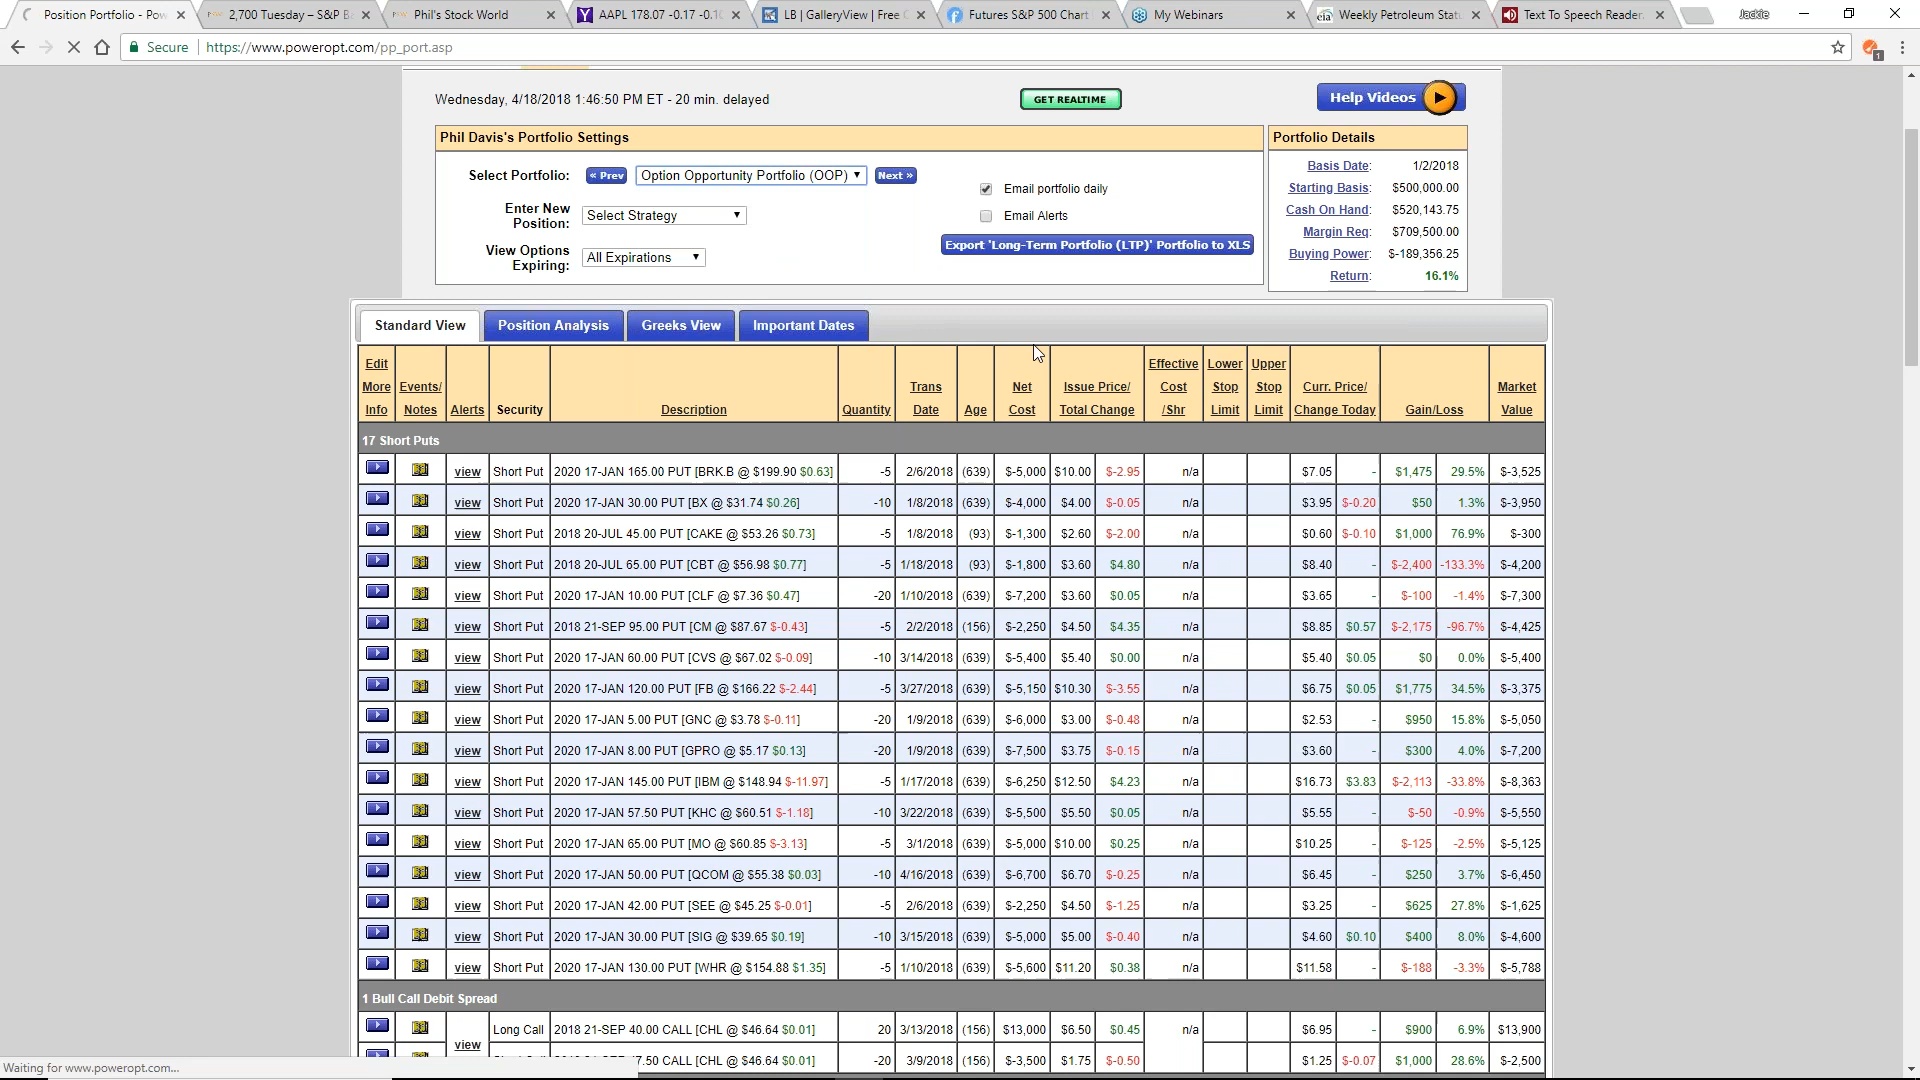 Position Portfolio - Pow
2,700 Tuesday – S&P B
Phil's Stock World
AAPL 178.07 -0.17 -0.1
LB | GalleryView | Free
Futures S&P 500 Chart
My Webinars
Weekly Petroleum Stat
Text To Speech Reader
Jackie
Secure
https://www.poweropt.com/pp_port.asp
Wednesday, 4/18/2018 1:46:50 PM ET - 20 min. delayed
GET REALTIME
Help Videos
Phil Davis's Portfolio Settings
Select Portfolio: « Prev Option Opportunity Portfolio (OOP) Next »
Enter New Position: Select Strategy
View Options Expiring: All Expirations
Email portfolio daily
Email Alerts
Export 'Long-Term Portfolio (LTP)' Portfolio to XLS
Portfolio Details
Basis Date: 1/2/2018
Starting Basis: $500,000.00
Cash On Hand: $520,143.75
Margin Req: $709,500.00
Buying Power: $-189,356.25
Return: 16.1%
Standard View Position Analysis Greeks View Important Dates
Edit More Info Events/ Notes Alerts Security Description Quantity Trans Date Age Net Cost Issue Price/ Total Change Effective Cost /Shr Lower Stop Limit Upper Stop Limit Curr. Price/ Change Today Gain/Loss Market Value
17 Short Puts
view Short Put 2020 17-JAN 165.00 PUT [BRK.B @ $199.90 $0.63] -5 2/6/2018 (639) $-5,000 $10.00 $-2.95 n/a $7.05 - $1,475 29.5% $-3,525
view Short Put 2020 17-JAN 30.00 PUT [BX @ $31.74 $0.26] -10 1/8/2018 (639) $-4,000 $4.00 $-0.05 n/a $3.95 $-0.20 $50 1.3% $-3,950
view Short Put 2018 20-JUL 45.00 PUT [CAKE @ $53.26 $0.73] -5 1/8/2018 (93) $-1,300 $2.60 $-2.00 n/a $0.60 $-0.10 $1,000 76.9% $-300
view Short Put 2018 20-JUL 65.00 PUT [CBT @ $56.98 $0.77] -5 1/18/2018 (93) $-1,800 $3.60 $4.80 n/a $8.40 - $-2,400 -133.3% $-4,200
view Short Put 2020 17-JAN 10.00 PUT [CLF @ $7.36 $0.47] -20 1/10/2018 (639) $-7,200 $3.60 $0.05 n/a $3.65 - $-100 -1.4% $-7,300
view Short Put 2018 21-SEP 95.00 PUT [CM @ $87.67 $-0.43] -5 2/2/2018 (156) $-2,250 $4.50 $4.35 n/a $8.85 $0.57 $-2,175 -96.7% $-4,425
view Short Put 2020 17-JAN 60.00 PUT [CVS @ $67.02 $-0.09] -10 3/14/2018 (639) $-5,400 $5.40 $0.00 n/a $5.40 $0.05 $0 0.0% $-5,400
view Short Put 2020 17-JAN 120.00 PUT [FB @ $166.22 $-2.44] -5 3/27/2018 (639) $-5,150 $10.30 $-3.55 n/a $6.75 $0.05 $1,775 34.5% $-3,375
view Short Put 2020 17-JAN 5.00 PUT [GNC @ $3.78 $-0.11] -20 1/9/2018 (639) $-6,000 $3.00 $-0.48 n/a $2.53 - $950 15.8% $-5,050
view Short Put 2020 17-JAN 8.00 PUT [GPRO @ $5.17 $0.13] -20 1/9/2018 (639) $-7,500 $3.75 $-0.15 n/a $3.60 - $300 4.0% $-7,200
view Short Put 2020 17-JAN 145.00 PUT [IBM @ $148.94 $-11.97] -5 1/17/2018 (639) $-6,250 $12.50 $4.23 n/a $16.73 $3.83 $-2,113 -33.8% $-8,363
view Short Put 2020 17-JAN 57.50 PUT [KHC @ $60.51 $-1.18] -10 3/22/2018 (639) $-5,500 $5.50 $0.05 n/a $5.55 - $-50 -0.9% $-5,550
view Short Put 2020 17-JAN 65.00 PUT [MO @ $60.85 $-3.13] -5 3/1/2018 (639) $-5,000 $10.00 $0.25 n/a $10.25 - $-125 -2.5% $-5,125
view Short Put 2020 17-JAN 50.00 PUT [QCOM @ $55.38 $0.03] -10 4/16/2018 (639) $-6,700 $6.70 $-0.25 n/a $6.45 - $250 3.7% $-6,450
view Short Put 2020 17-JAN 42.00 PUT [SEE @ $45.25 $-0.01] -5 2/6/2018 (639) $-2,250 $4.50 $-1.25 n/a $3.25 - $625 27.8% $-1,625
view Short Put 2020 17-JAN 30.00 PUT [SIG @ $39.65 $0.19] -10 3/15/2018 (639) $-5,000 $5.00 $-0.40 n/a $4.60 $0.10 $400 8.0% $-4,600
view Short Put 2020 17-JAN 130.00 PUT [WHR @ $154.88 $1.35] -5 1/10/2018 (639) $-5,600 $11.20 $0.38 n/a $11.58 - $-188 -3.3% $-5,788
1 Bull Call Debit Spread
view Long Call 2018 21-SEP 40.00 CALL [CHL @ $46.64 $0.01] 20 3/13/2018 (156) $13,000 $6.50 $0.45 n/a $6.95 - $900 6.9% $13,900
7.50 CALL [CHL @ $46.64 $0.01] -20 3/9/2018 (156) $-3,500 $1.75 $-0.50 $1.25 $-0.07 $1,000 28.6% $-2,500
Waiting for www.poweropt.com...